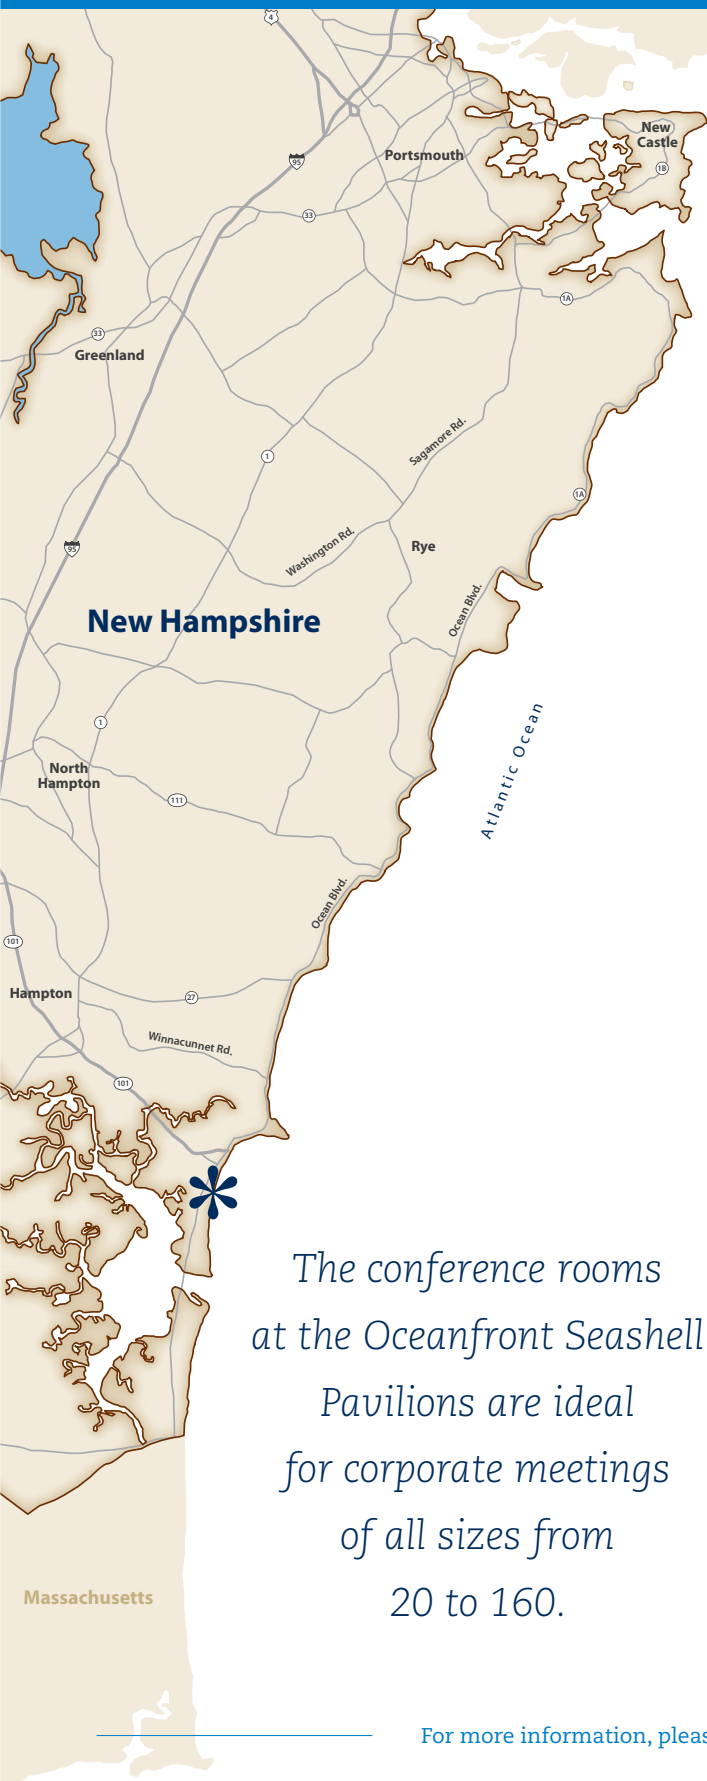 4
New
Castle
Portsmouth
95
1B
33
1A
33
Greenland
Sagamore Rd.
1
1A
Washington Rd.
95
Rye
Ocean Blvd.
New Hampshire
Atlantic Ocean
1
North
Hampton
111
Ocean Blvd.
101
Hampton
27
Winnacunnet Rd.
101
*
The conference rooms
at the Oceanfront Seashell
Pavilions are ideal
for corporate meetings
of all sizes from
20 to 160.
Massachusetts
For more information, pleas